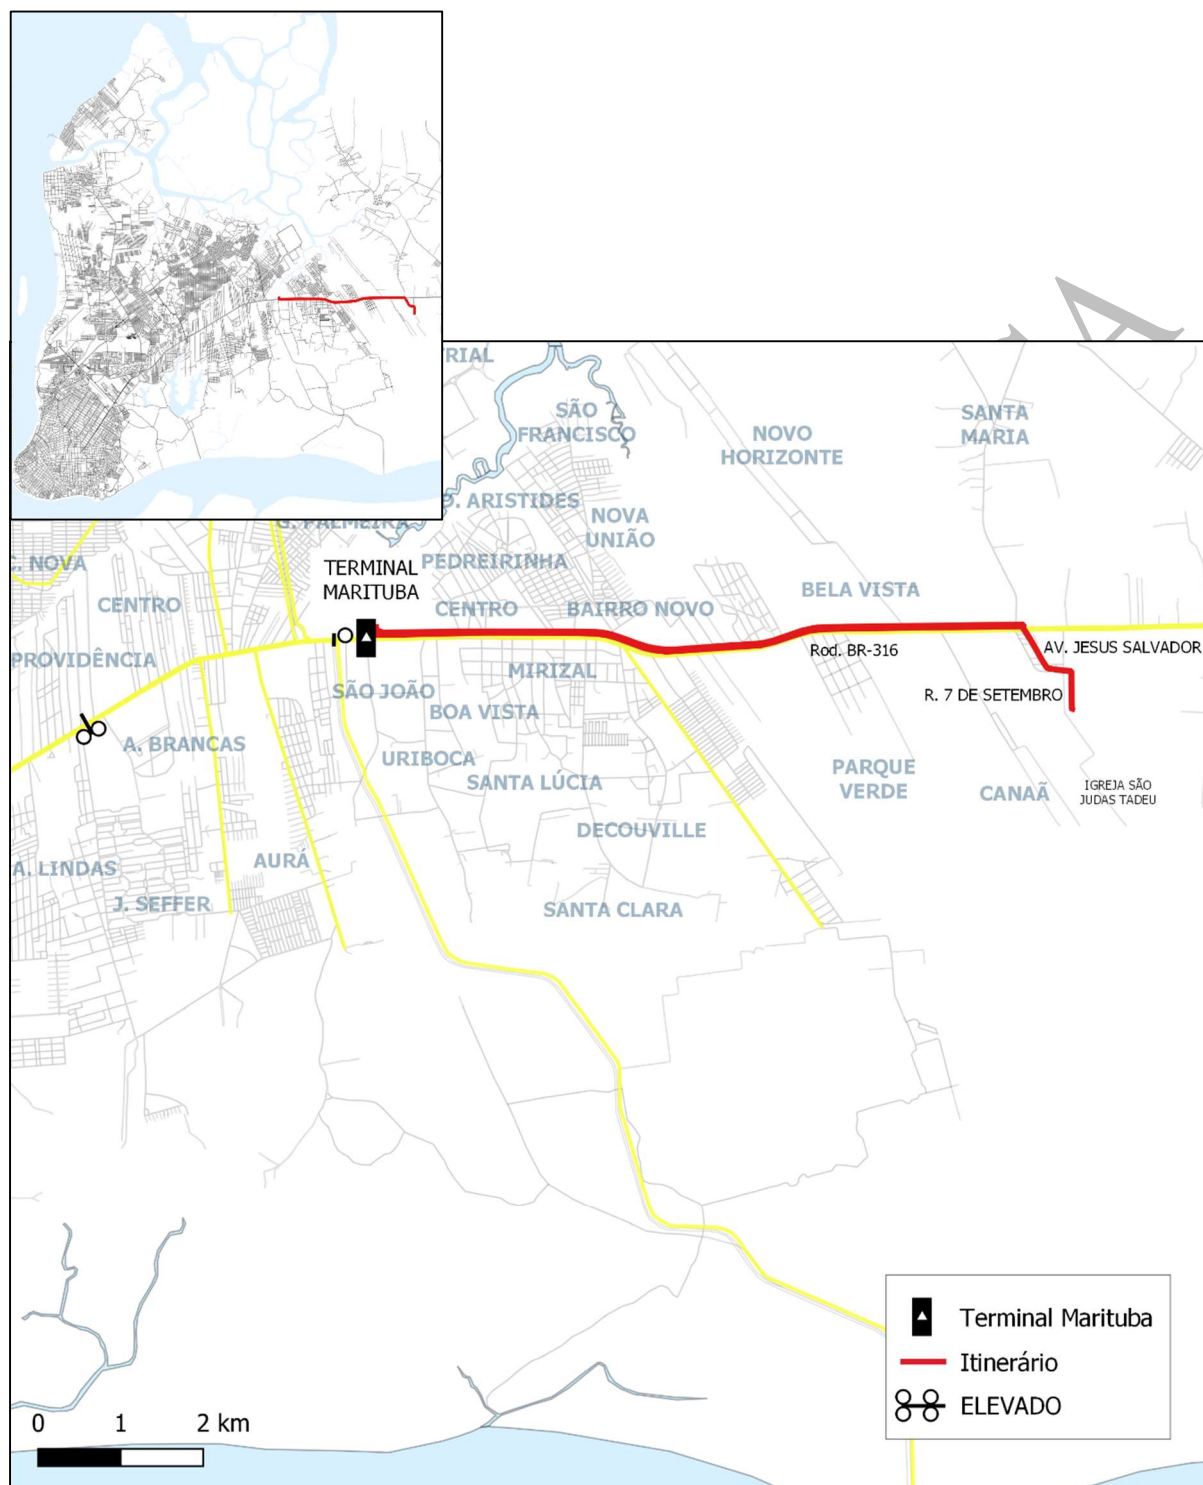 TRIAL
SÃO
FRANCISCO
NOVO
HORIZONTE
SANTA
MARIA
D. ARISTIDES
G. PALMEIRA
NOVA
UNIÃO
C. NOVA
TERMINAL
MARITUBA
PEDREIRINHA
CENTRO
CENTRO
BAIRRO NOVO
BELA VISTA
PROVIDÊNCIA
MIRIZAL
Rod. BR-316
AV. JESUS SALVADOR
SÃO JOÃO
BOA VISTA
R. 7 DE SETEMBRO
A. BRANCAS
URIBOCA
SANTA LÚCIA
PARQUE
VERDE
CANAÃ
IGREJA SÃO
JUDAS TADEU
DECOUVILLE
A. LINDAS
AURÁ
J. SEFFER
SANTA CLARA
Terminal Marituba
Itinerário
ELEVADO
0 1 2 km